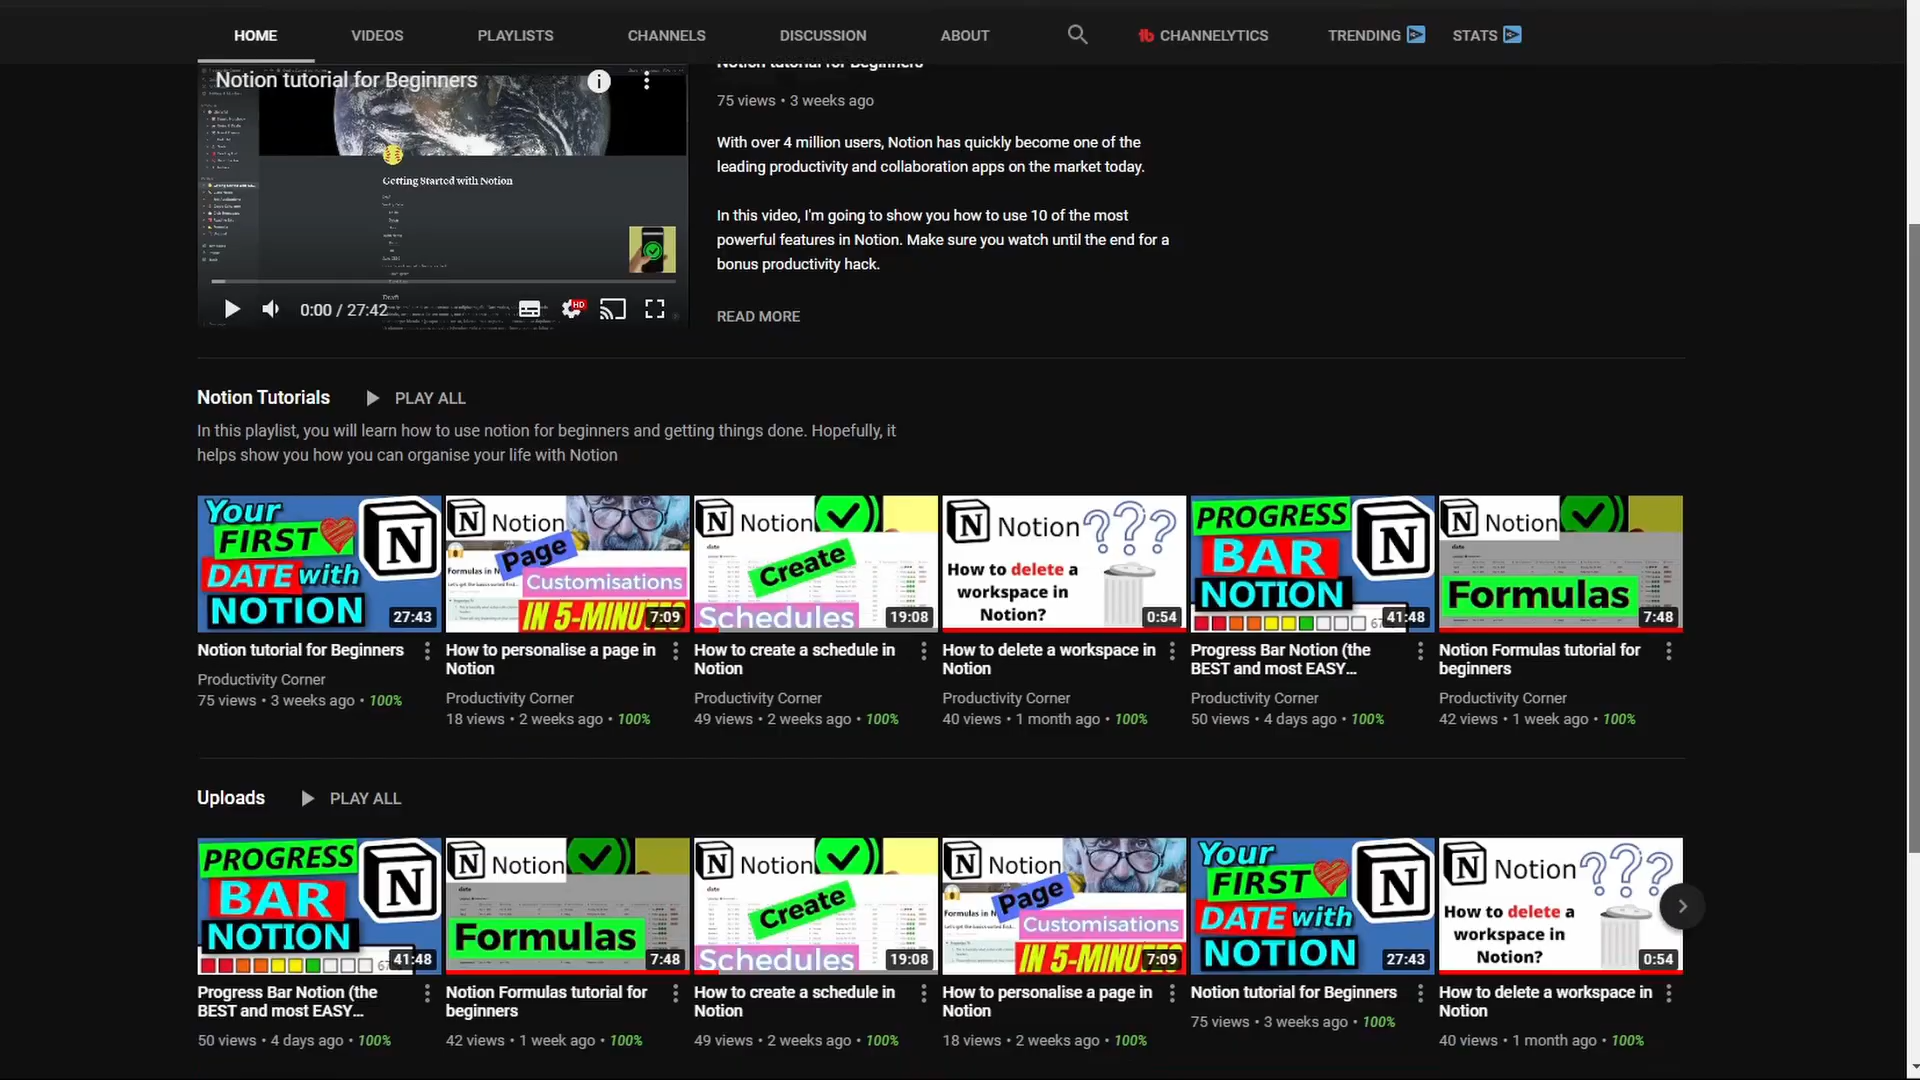 HOME VIDEOS PLAYLISTS CHANNELS DISCUSSION ABOUT CHANNELYTICS TRENDING STATS
Notion tutorial for Beginners
Getting Started with Notion
Draft
0:00 / 27:42
HD
Notion tutorial for Beginners
75 views • 3 weeks ago
With over 4 million users, Notion has quickly become one of the
leading productivity and collaboration apps on the market today.
In this video, I'm going to show you how to use 10 of the most
powerful features in Notion. Make sure you watch until the end for a
bonus productivity hack.
READ MORE
Notion Tutorials PLAY ALL
In this playlist, you will learn how to use notion for beginners and getting things done. Hopefully, it
helps show you how you can organise your life with Notion
Your
FIRST
DATE with
NOTION
27:43
Notion tutorial for Beginners
Productivity Corner
75 views • 3 weeks ago • 100%
Notion
Page
Customisations
IN 5-MINUTES
7:09
How to personalise a page in
Notion
Productivity Corner
18 views • 2 weeks ago • 100%
Notion
Create
Schedules
19:08
How to create a schedule in
Notion
Productivity Corner
49 views • 2 weeks ago • 100%
Notion
How to delete a
workspace in
Notion?
0:54
How to delete a workspace in
Notion
Productivity Corner
40 views • 1 month ago • 100%
PROGRESS
BAR
NOTION
41:48
Progress Bar Notion (the
BEST and most EASY...
Productivity Corner
50 views • 4 days ago • 100%
Notion
Formulas
7:48
Notion Formulas tutorial for
beginners
Productivity Corner
42 views • 1 week ago • 100%
Uploads PLAY ALL
PROGRESS
BAR
NOTION
41:48
Progress Bar Notion (the
BEST and most EASY...
50 views • 4 days ago • 100%
Notion
Formulas
7:48
Notion Formulas tutorial for
beginners
42 views • 1 week ago • 100%
Notion
Create
Schedules
19:08
How to create a schedule in
Notion
49 views • 2 weeks ago • 100%
Notion
Page
Customisations
IN 5-MINUTES
7:09
How to personalise a page in
Notion
18 views • 2 weeks ago • 100%
Your
FIRST
DATE with
NOTION
27:43
Notion tutorial for Beginners
75 views • 3 weeks ago • 100%
Notion
How to delete a
workspace in
Notion?
0:54
How to delete a workspace in
Notion
40 views • 1 month ago • 100%